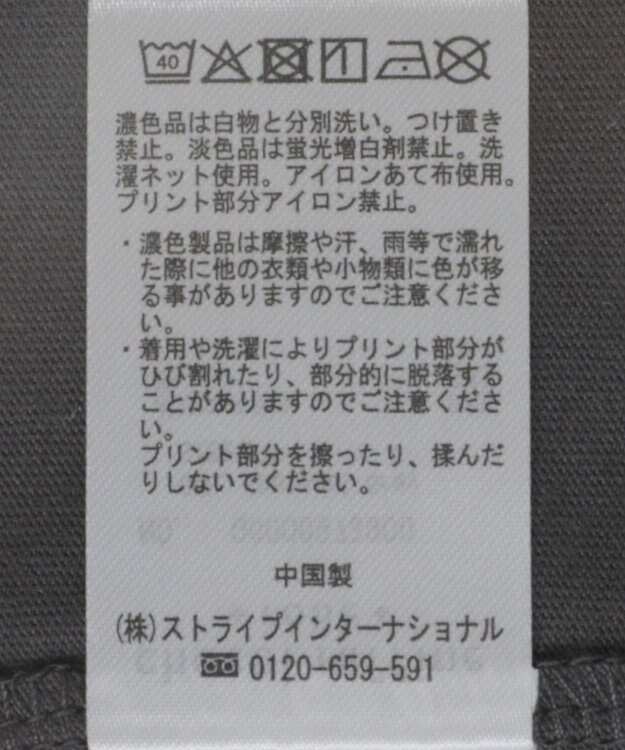 40
濃色品は白物と分別洗い。つけ置き
禁止。淡色品は蛍光増白剤禁止。洗
濯ネット使用。アイロンあて布使用。
プリント部分アイロン禁止。
・濃色製品は摩擦や汗、雨等で濡れ
た際に他の衣類や小物類に色が移
る事がありますのでご注意くださ
い。
・着用や洗濯によりプリント部分が
ひび割れたり、部分的に脱落する
ことがありますのでご注意くださ
い。
プリント部分を擦ったり、揉んだ
りしないでください。
中国製
(株)ストライプインターナショナル
0120-659-591